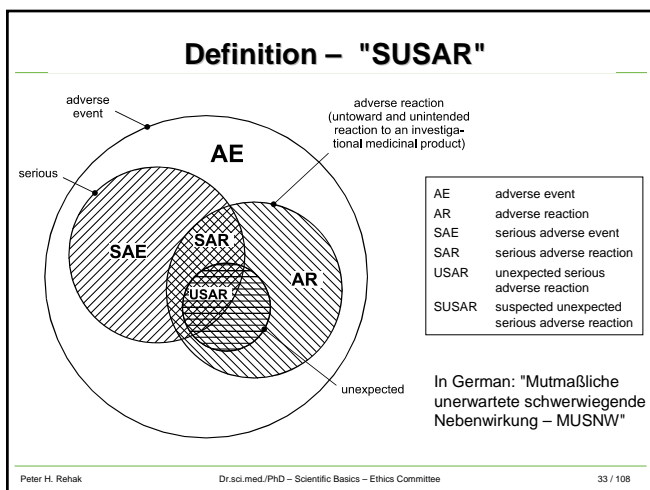 Definition – "SUSAR"
adverse
event
adverse reaction
(untoward and unintended
reaction to an investiga-
tional medicinal product)
AE
serious
SAE
SAR
AR
USAR
unexpected
AE adverse event
AR adverse reaction
SAE serious adverse event
SAR serious adverse reaction
USAR unexpected serious
adverse reaction
SUSAR suspected unexpected
serious adverse reaction
In German: "Mutmaßliche
unerwartete schwerwiegende
Nebenwirkung – MUSNW"
Peter H. Rehak Dr.sci.med./PhD – Scientific Basics – Ethics Committee 33 / 108